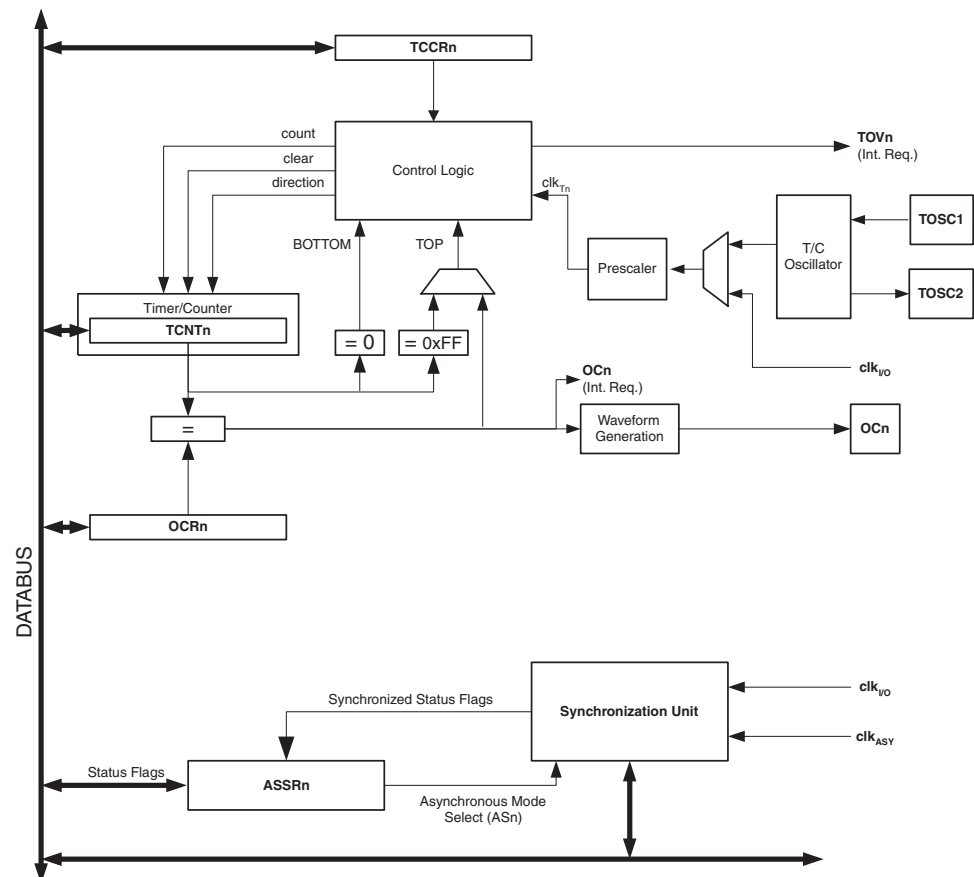 TCCRn
count
clear
direction
Control Logic
TOVn
(Int. Req.)
clkTn
BOTTOM
TOP
Prescaler
T/C
Oscillator
TOSC1
TOSC2
Timer/Counter
TCNTn
= 0
= 0xFF
clkI/O
OCn
(Int. Req.)
=
Waveform
Generation
OCn
OCRn
DATABUS
Synchronized Status Flags
Synchronization Unit
clkI/O
clkASY
Status Flags
ASSRn
Asynchronous Mode
Select (ASn)